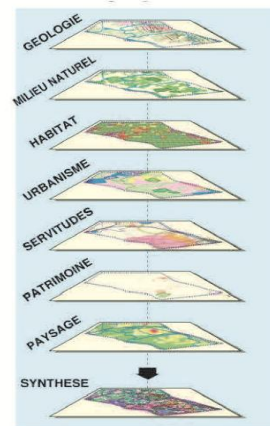 GEOLOGIE
MILIEU NATUREL
HABITAT
URBANISME
SERVITUDES
PATRIMOINE
PAYSAGE
SYNTHESE